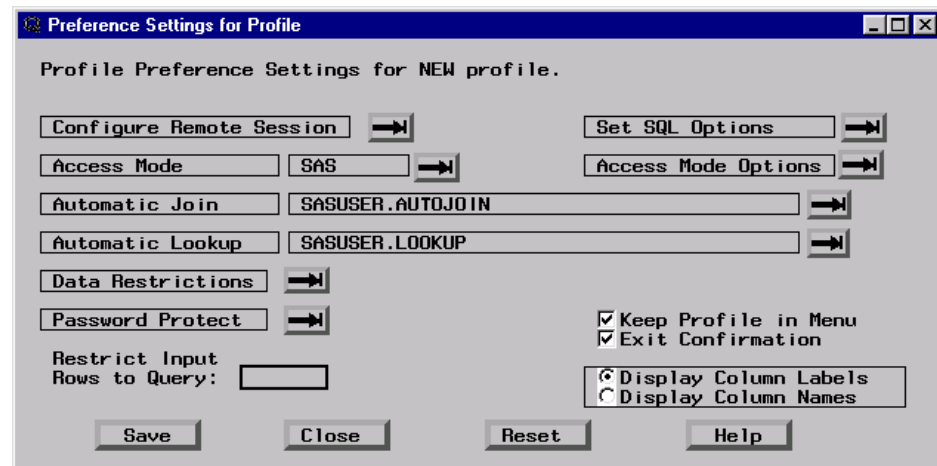 Preference Settings for Profile
Profile Preference Settings for NEW profile.
Configure Remote Session
Set SQL Options
Access Mode SAS
Access Mode Options
Automatic Join SASUSER.AUTOJOIN
Automatic Lookup SASUSER.LOOKUP
Data Restrictions
Password Protect
Keep Profile in Menu
Exit Confirmation
Restrict Input
Rows to Query:
Display Column Labels
Display Column Names
Save Close Reset Help